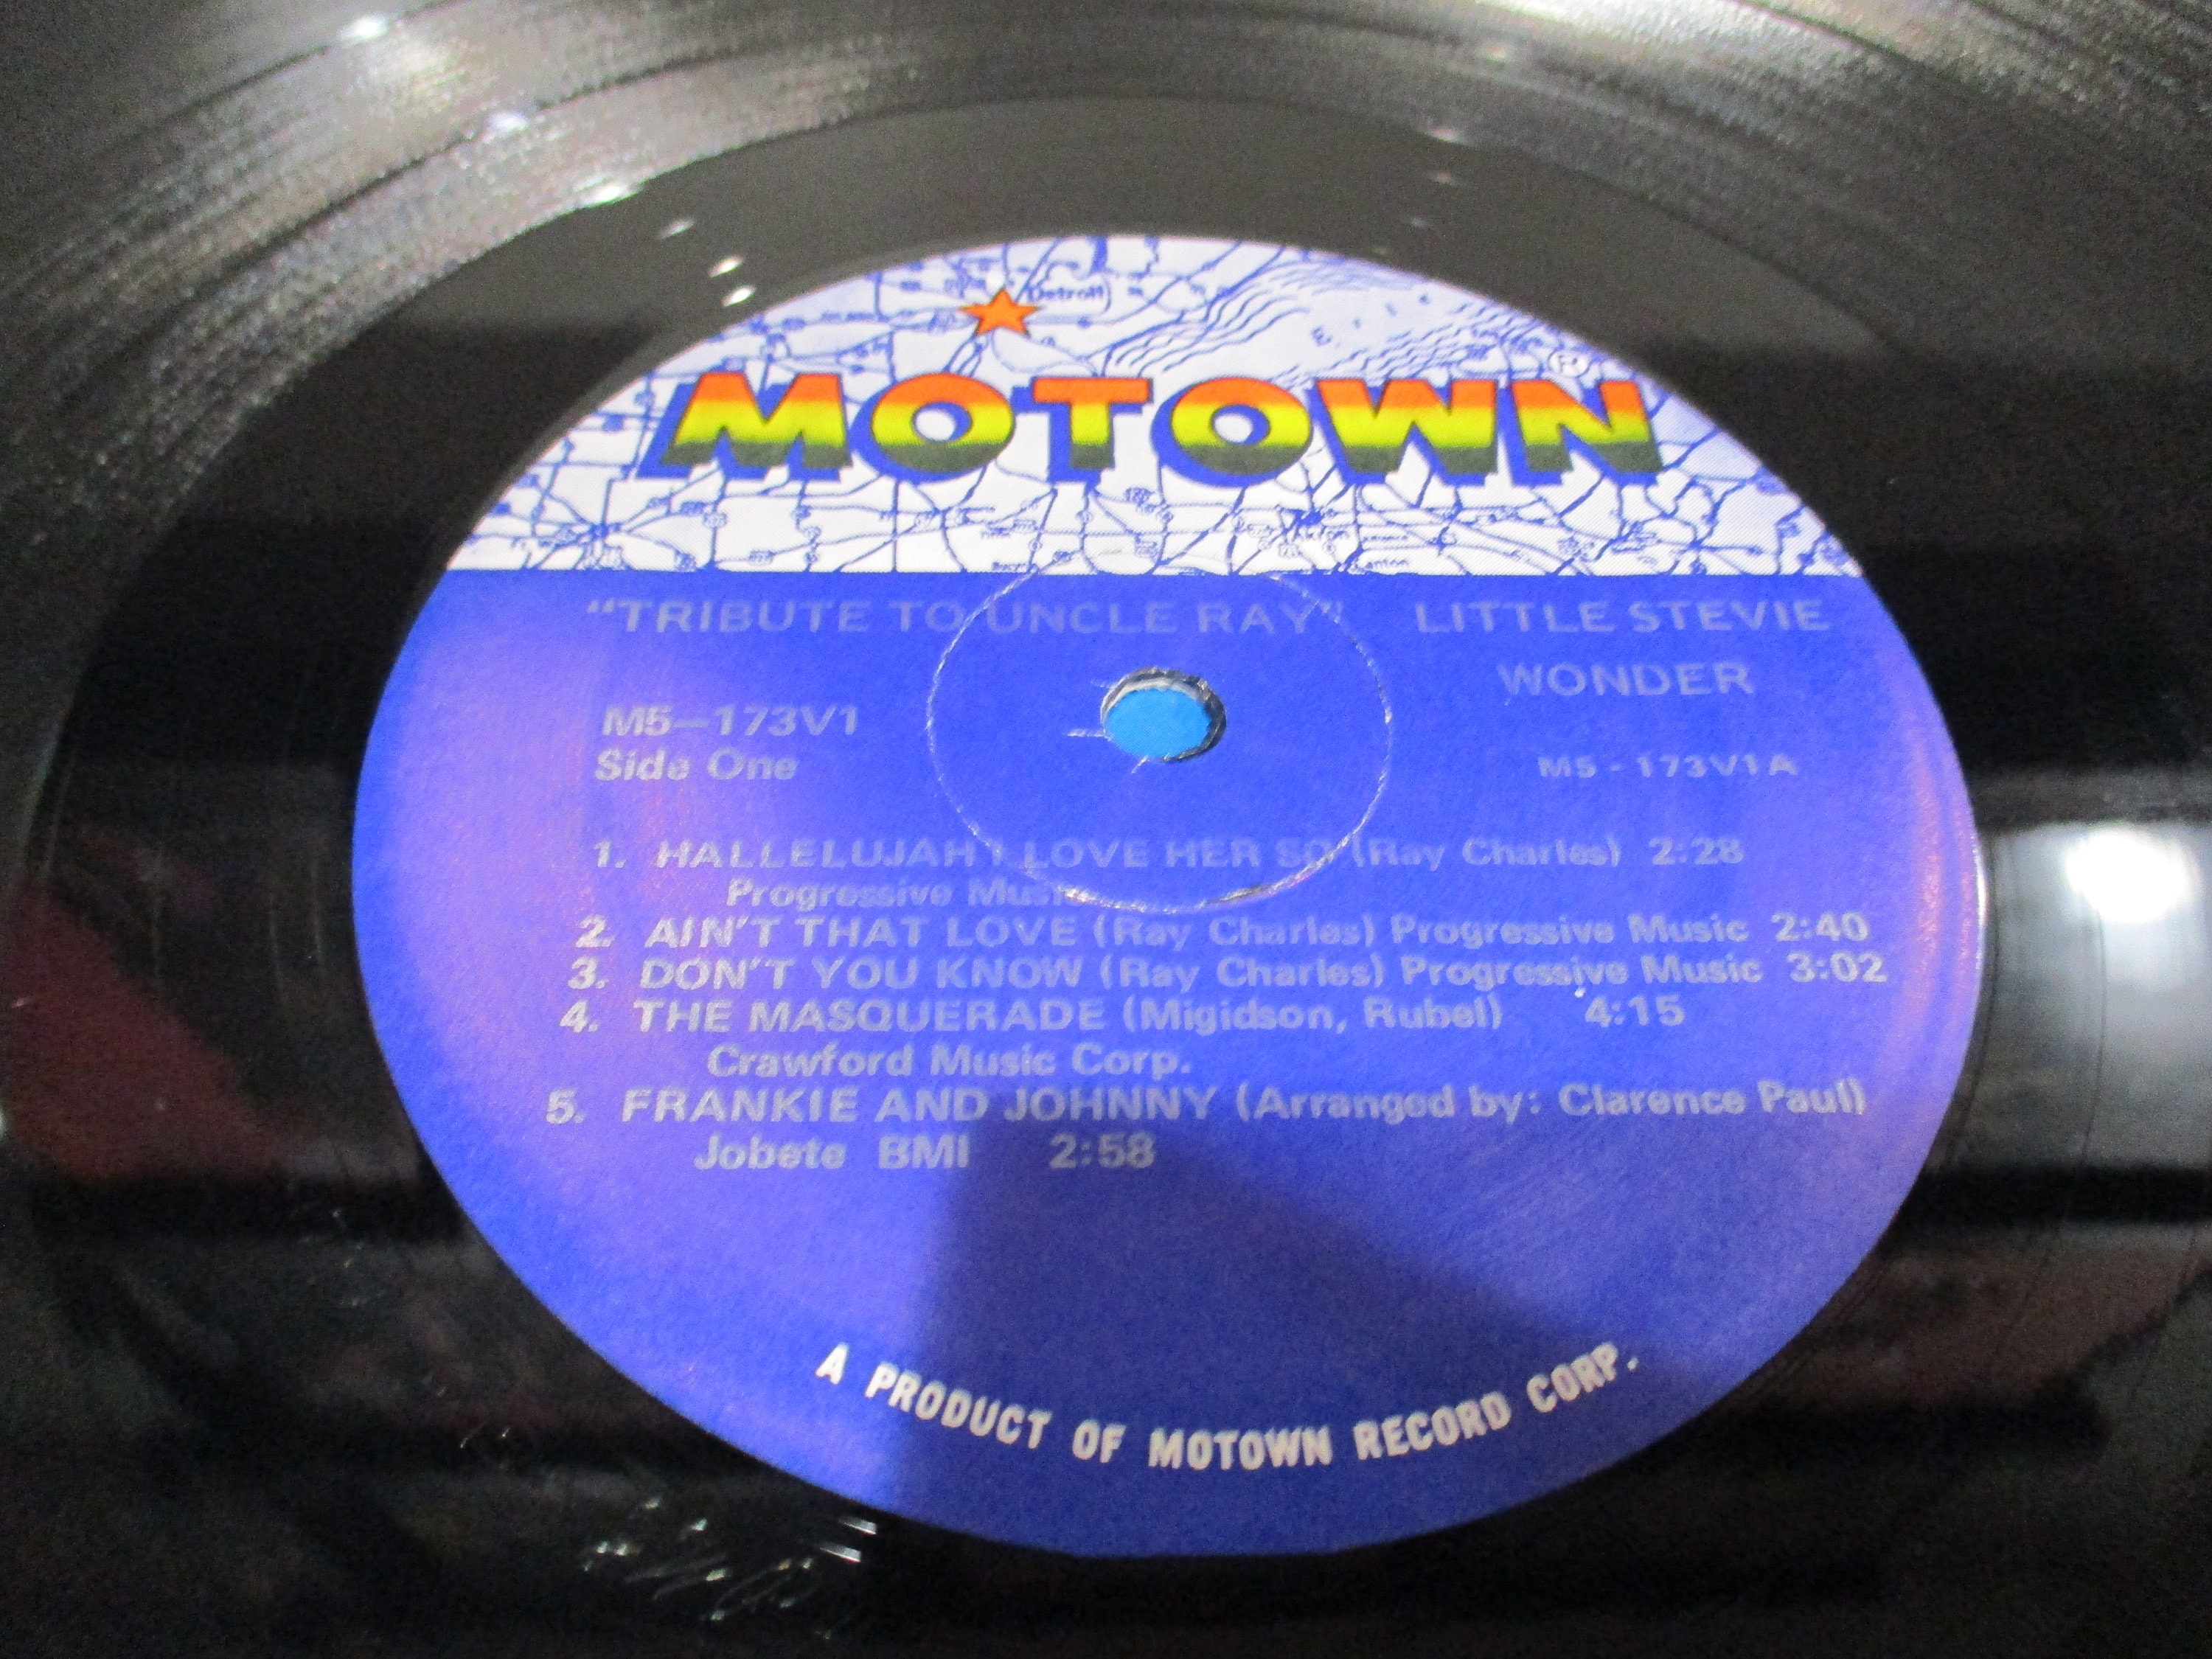 Detroit
Erie
MOTOWN
"TRIBUTE TO UNCLE RAY" LITTLE STEVIE
WONDER
M5-173V1
Side One
M5-173V1A
1. HALLELUJAH I LOVE HER SO (Ray Charles) 2:28
Progressive Music
2. AIN'T THAT LOVE (Ray Charles) Progressive Music 2:40
3. DON'T YOU KNOW (Ray Charles) Progressive Music 3:02
4. THE MASQUERADE (Migidson, Rubel) 4:15
Crawford Music Corp.
5. FRANKIE AND JOHNNY (Arranged by: Clarence Paul)
Jobete BMI 2:58
A PRODUCT OF MOTOWN RECORD CORP.